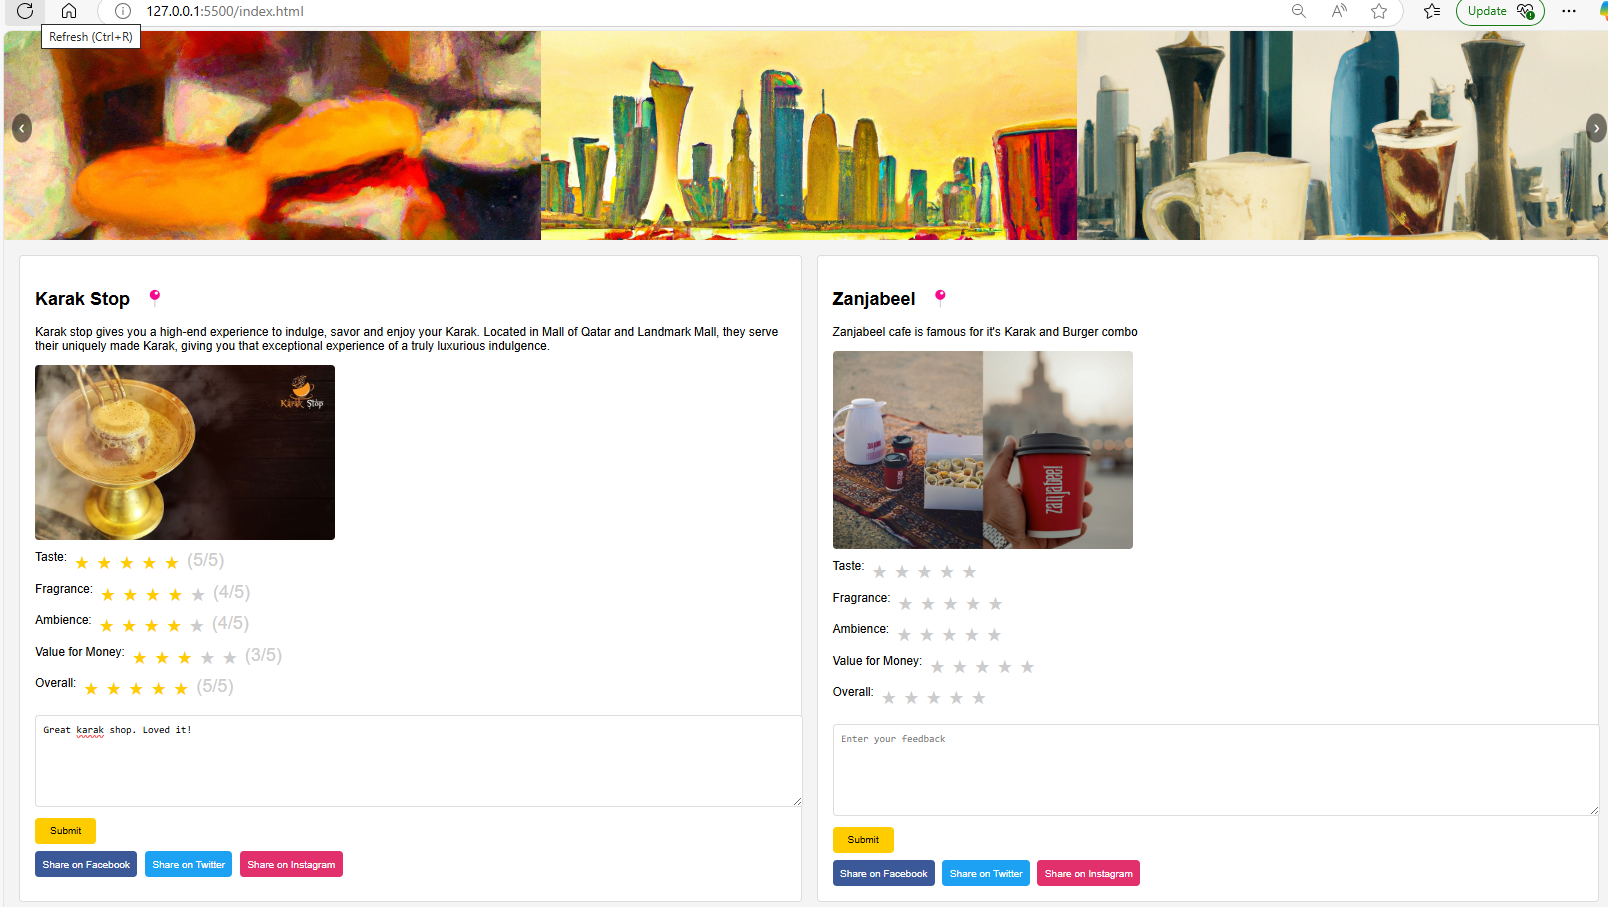 127.0.0.1:5500/index.html
Update
Refresh (Ctrl+R)
Karak Stop
Karak stop gives you a high-end experience to indulge, savor and enjoy your Karak. Located in Mall of Qatar and Landmark Mall, they serve
their uniquely made Karak, giving you that exceptional experience of a truly luxurious indulgence.
Karak Stop
Taste: ★ ★ ★ ★ ★ (5/5)
Fragrance: ★ ★ ★ ★ ★ (4/5)
Ambience: ★ ★ ★ ★ ★ (4/5)
Value for Money: ★ ★ ★ ★ ★ (3/5)
Overall: ★ ★ ★ ★ ★ (5/5)
Great karak shop. Loved it!
Submit
Share on Facebook Share on Twitter Share on Instagram
Zanjabeel
Zanjabeel cafe is famous for it's Karak and Burger combo
zanjabeel
Taste: ★ ★ ★ ★ ★
Fragrance: ★ ★ ★ ★ ★
Ambience: ★ ★ ★ ★ ★
Value for Money: ★ ★ ★ ★ ★
Overall: ★ ★ ★ ★ ★
Enter your feedback
Submit
Share on Facebook Share on Twitter Share on Instagram